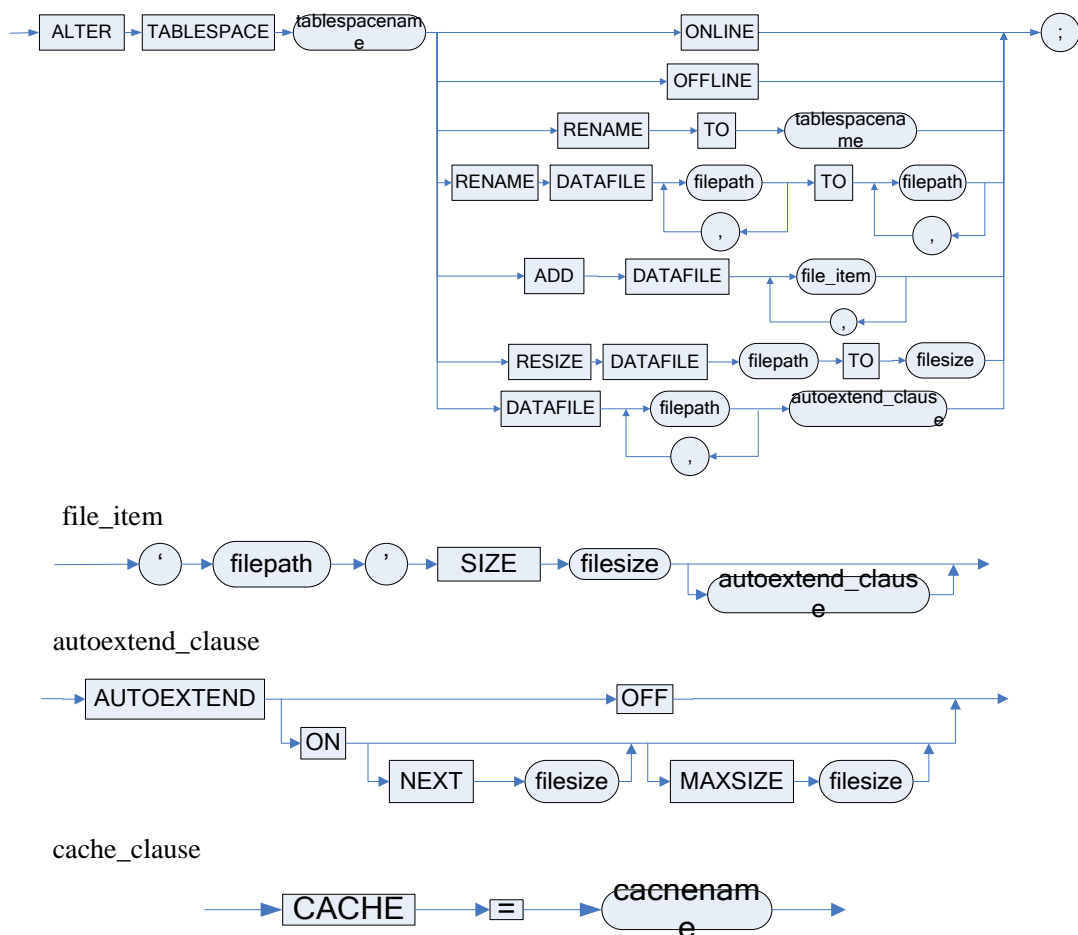 ALTER TABLESPACE tablespacenam
e ONLINE ;
OFFLINE
RENAME TO tablespacena
me
RENAME DATAFILE filepath TO filepath
, ,
ADD DATAFILE file_item
,
RESIZE DATAFILE filepath TO filesize
DATAFILE filepath autoextend_claus
e
,
file_item
‘ filepath ’ SIZE filesize
autoextend_claus
e
autoextend_clause
AUTOEXTEND OFF
ON
NEXT filesize MAXSIZE filesize
cache_clause
CACHE = cacnenam
e